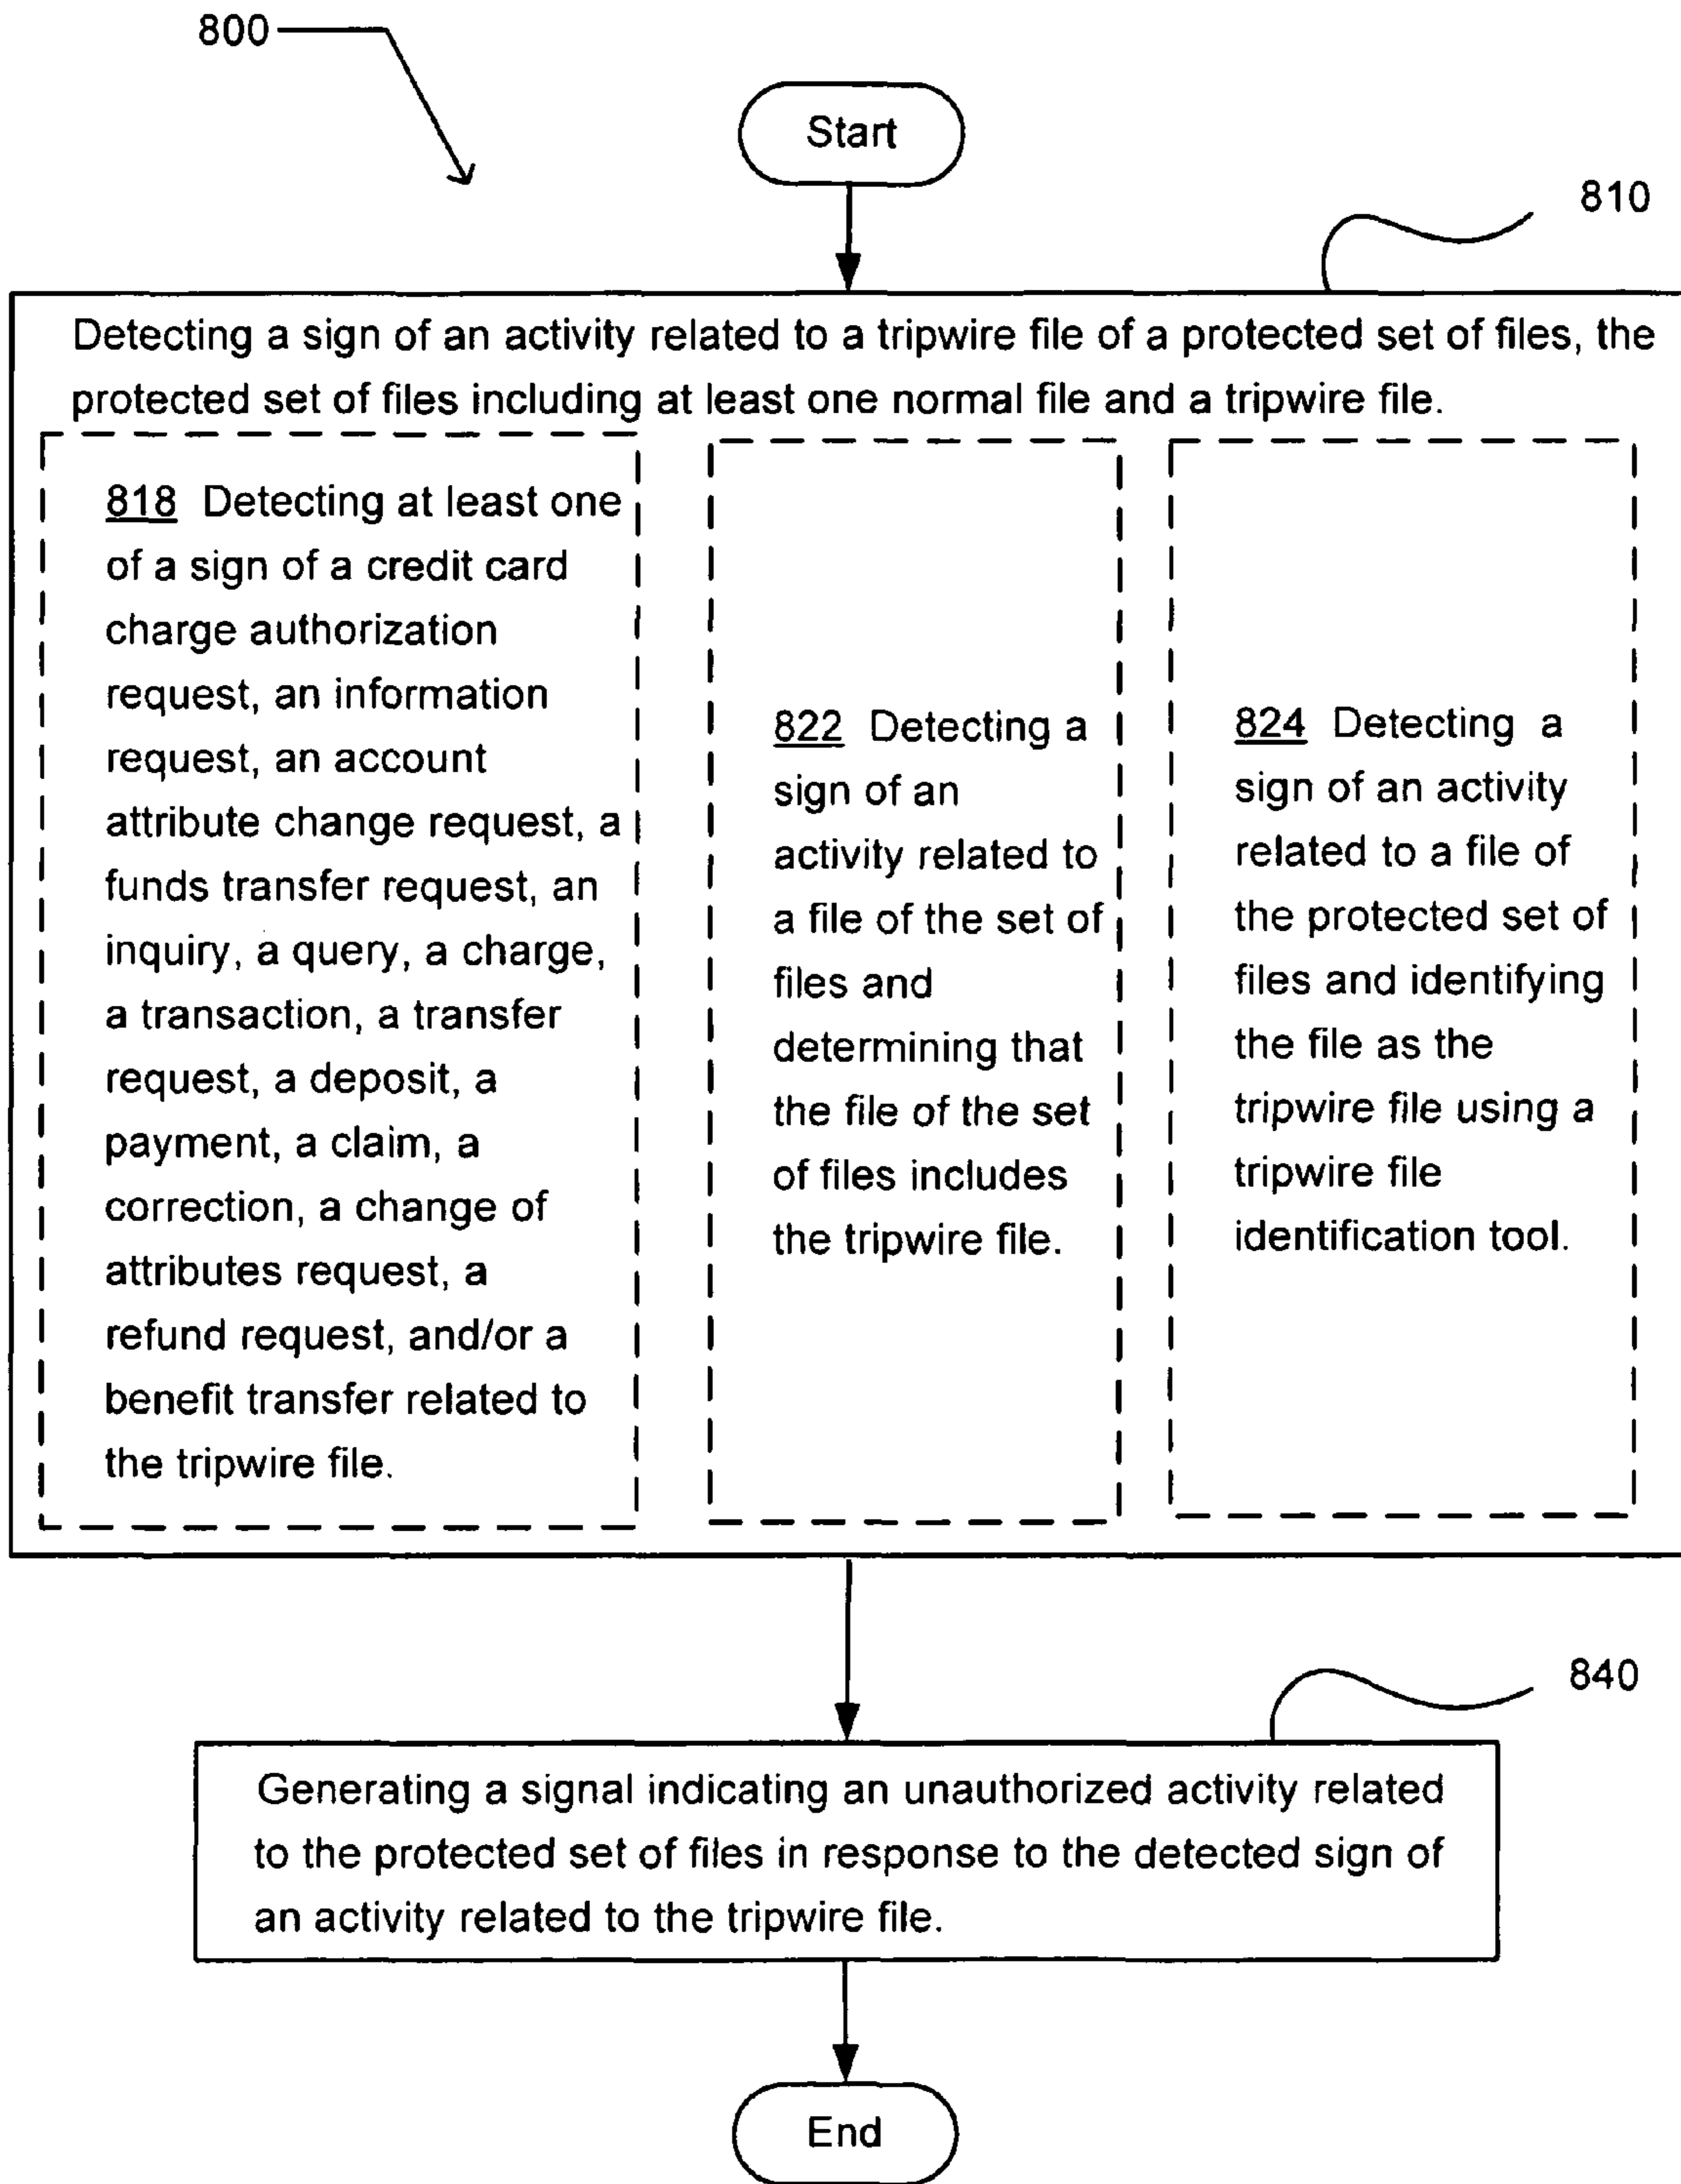 800
Start
810
Detecting a sign of an activity related to a tripwire file of a protected set of files, the
protected set of files including at least one normal file and a tripwire file.
818 Detecting at least one
of a sign of a credit card
charge authorization
request, an information
request, an account
attribute change request, a
funds transfer request, an
inquiry, a query, a charge,
a transaction, a transfer
request, a deposit, a
payment, a claim, a
correction, a change of
attributes request, a
refund request, and/or a
benefit transfer related to
the tripwire file.
822 Detecting a
sign of an
activity related to
a file of the set of
files and
determining that
the file of the set
of files includes
the tripwire file.
824 Detecting a
sign of an activity
related to a file of
the protected set of
files and identifying
the file as the
tripwire file using a
tripwire file
identification tool.
840
Generating a signal indicating an unauthorized activity related
to the protected set of files in response to the detected sign of
an activity related to the tripwire file.
End